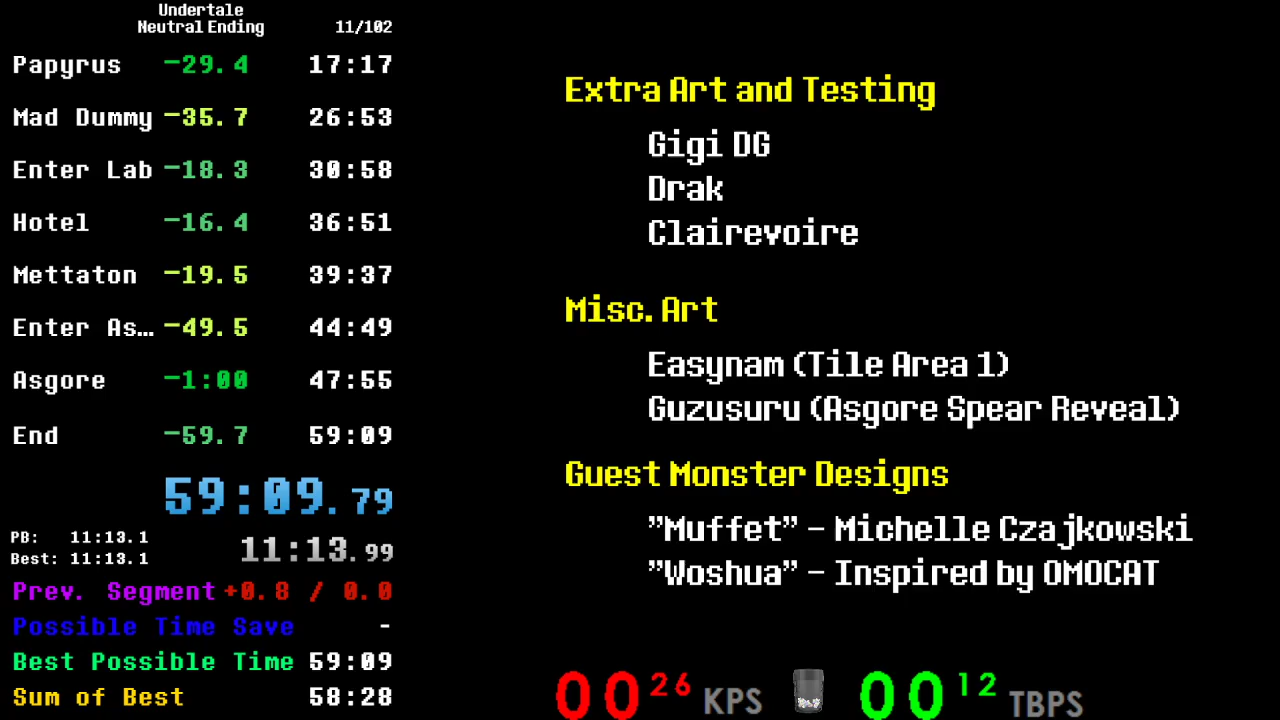 Undertale
Neutral Ending 11/102
Papyrus -29.4 17:17
Mad Dummy -35.7 26:53
Enter Lab -18.3 30:58
Hotel -16.4 36:51
Mettaton -19.5 39:37
Enter As… -49.5 44:49
Asgore -1:00 47:55
End -59.7 59:09
59:09.79
PB: 11:13.1
Best: 11:13.1
11:13.99
Prev. Segment +0.8 / 0.0
Possible Time Save -
Best Possible Time 59:09
Sum of Best 58:28
Extra Art and Testing
Gigi DG
Drak
Clairevoire
Misc. Art
Easynam (Tile Area 1)
Guzusuru (Asgore Spear Reveal)
Guest Monster Designs
"Muffet" - Michelle Czajkowski
"Woshua" - Inspired by OMOCAT
00 26 KPS 00 12 TBPS